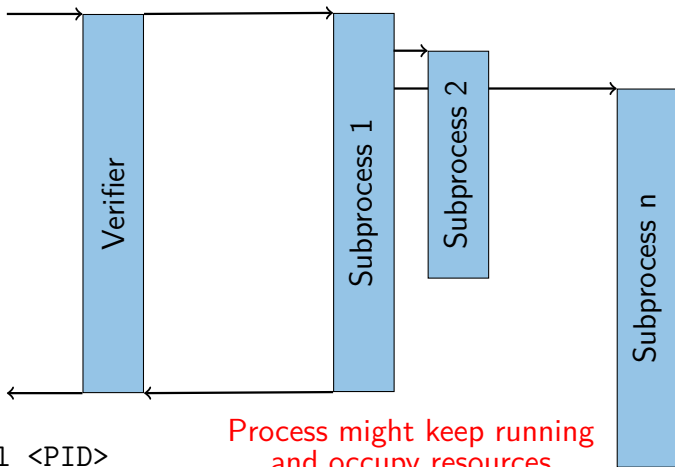 Verifier
Subprocess 1
Subprocess 2
Subprocess n
<PID>
Process might keep running
and occupy resources